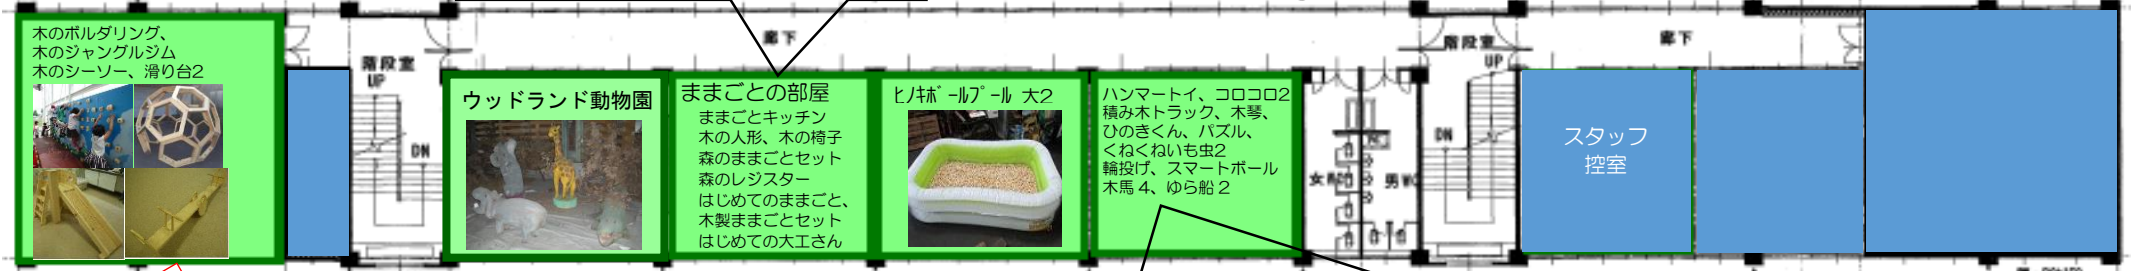 木のボルダリング、
木のジャングルジム
木のシーソー、滑り台2
階段室
UP
DN
廊下
ウッドランド動物園
ままごとの部屋
ままごとキッチン
木の人形、木の椅子
森のままごとセット
森のレジスター
はじめてのままごと、
木製ままごとセット
はじめての大工さん
ﾋﾉｷﾎﾞｰﾙﾌﾟｰﾙ 大2
ハンマートイ、コロコロ2
積み木トラック、木琴、
ひのきくん、パズル、
くねくねいも虫2
輪投げ、スマートボール
木馬４、ゆら船２
女
男
階段室
UP
DN
廊下
スタッフ
控室